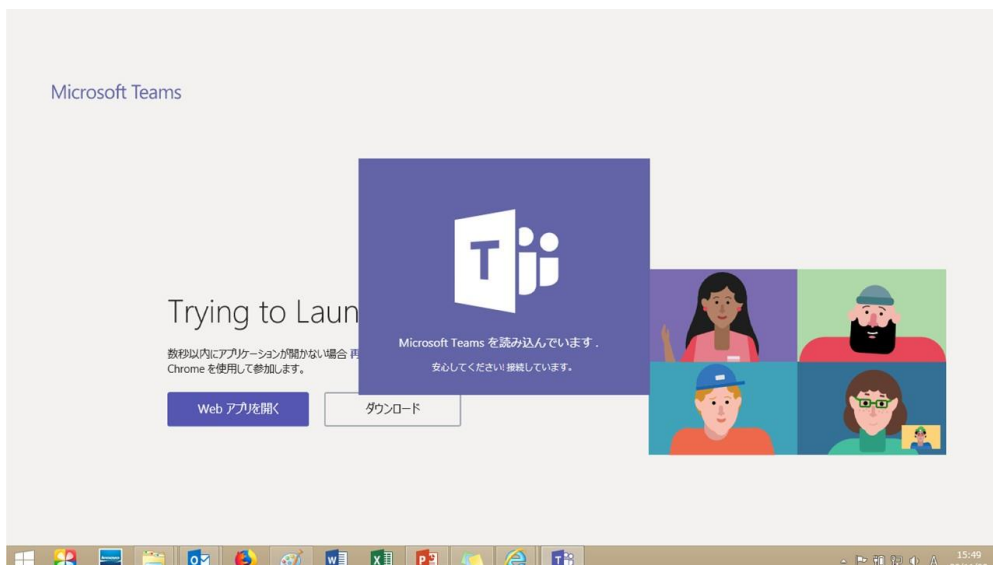 Microsoft Teams
T
Microsoft Teams を読み込んでいます .
安心してください! 接続しています。
Trying to Laun
数秒以内にアプリケーションが開かない場合 再
Chrome を使用して参加します。
Web アプリを開く
ダウンロード
A
15:49